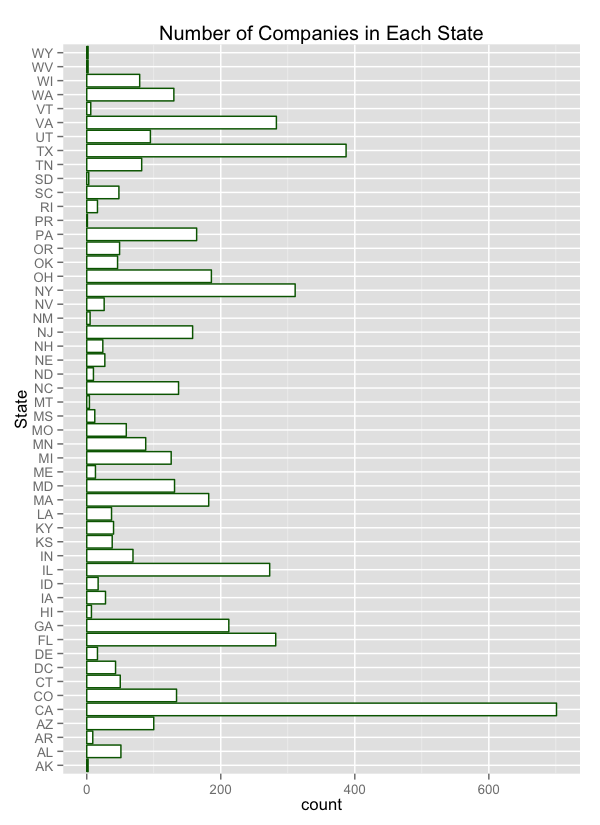 Number of Companies in Each State
WY
WV
WI
WA
VT
VA
UT
TX
TN
SD
SC
RI
PR
PA
OR
OK
OH
NY
NV
NM
NJ
NH
NE
ND
NC
MT
MS
MO
MN
MI
ME
MD
MA
LA
KY
KS
IN
IL
ID
IA
HI
GA
FL
DE
DC
CT
CO
CA
AZ
AR
AL
AK
State
0 200 400 600
count